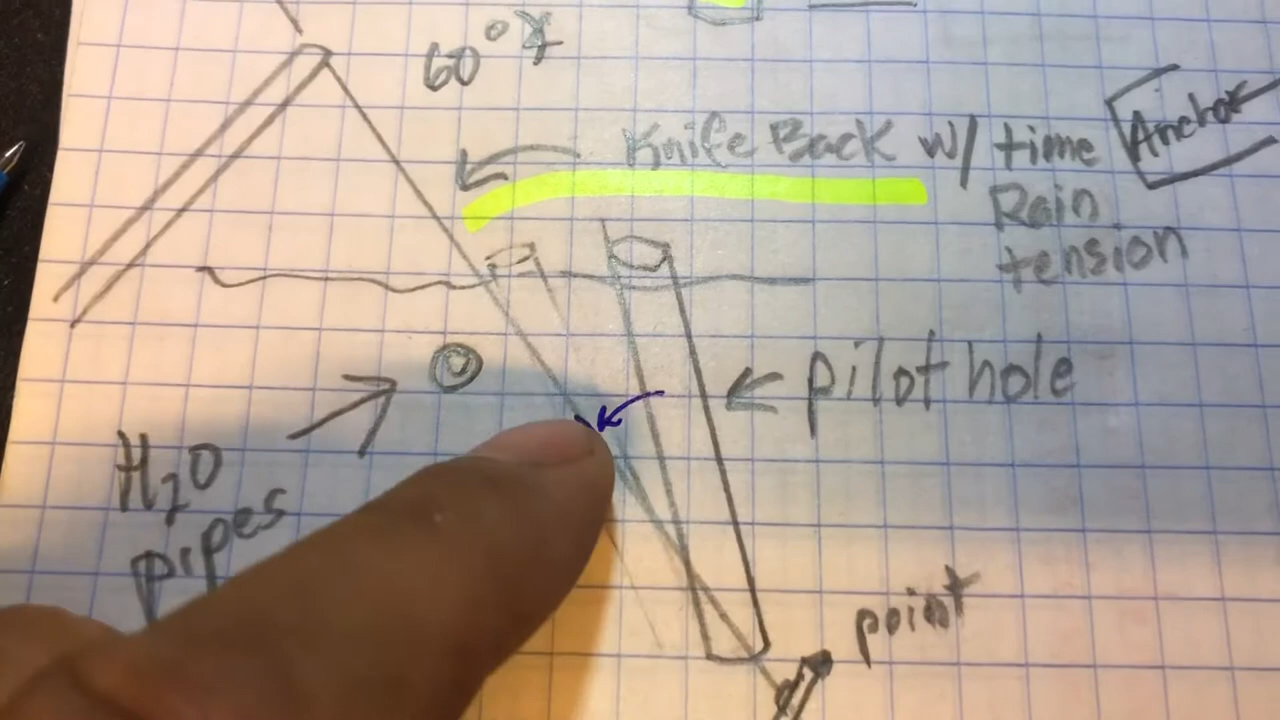 60°
Knife Back w/ time
Rain
tension
Anchor
pilot hole
H2O
pipes
point